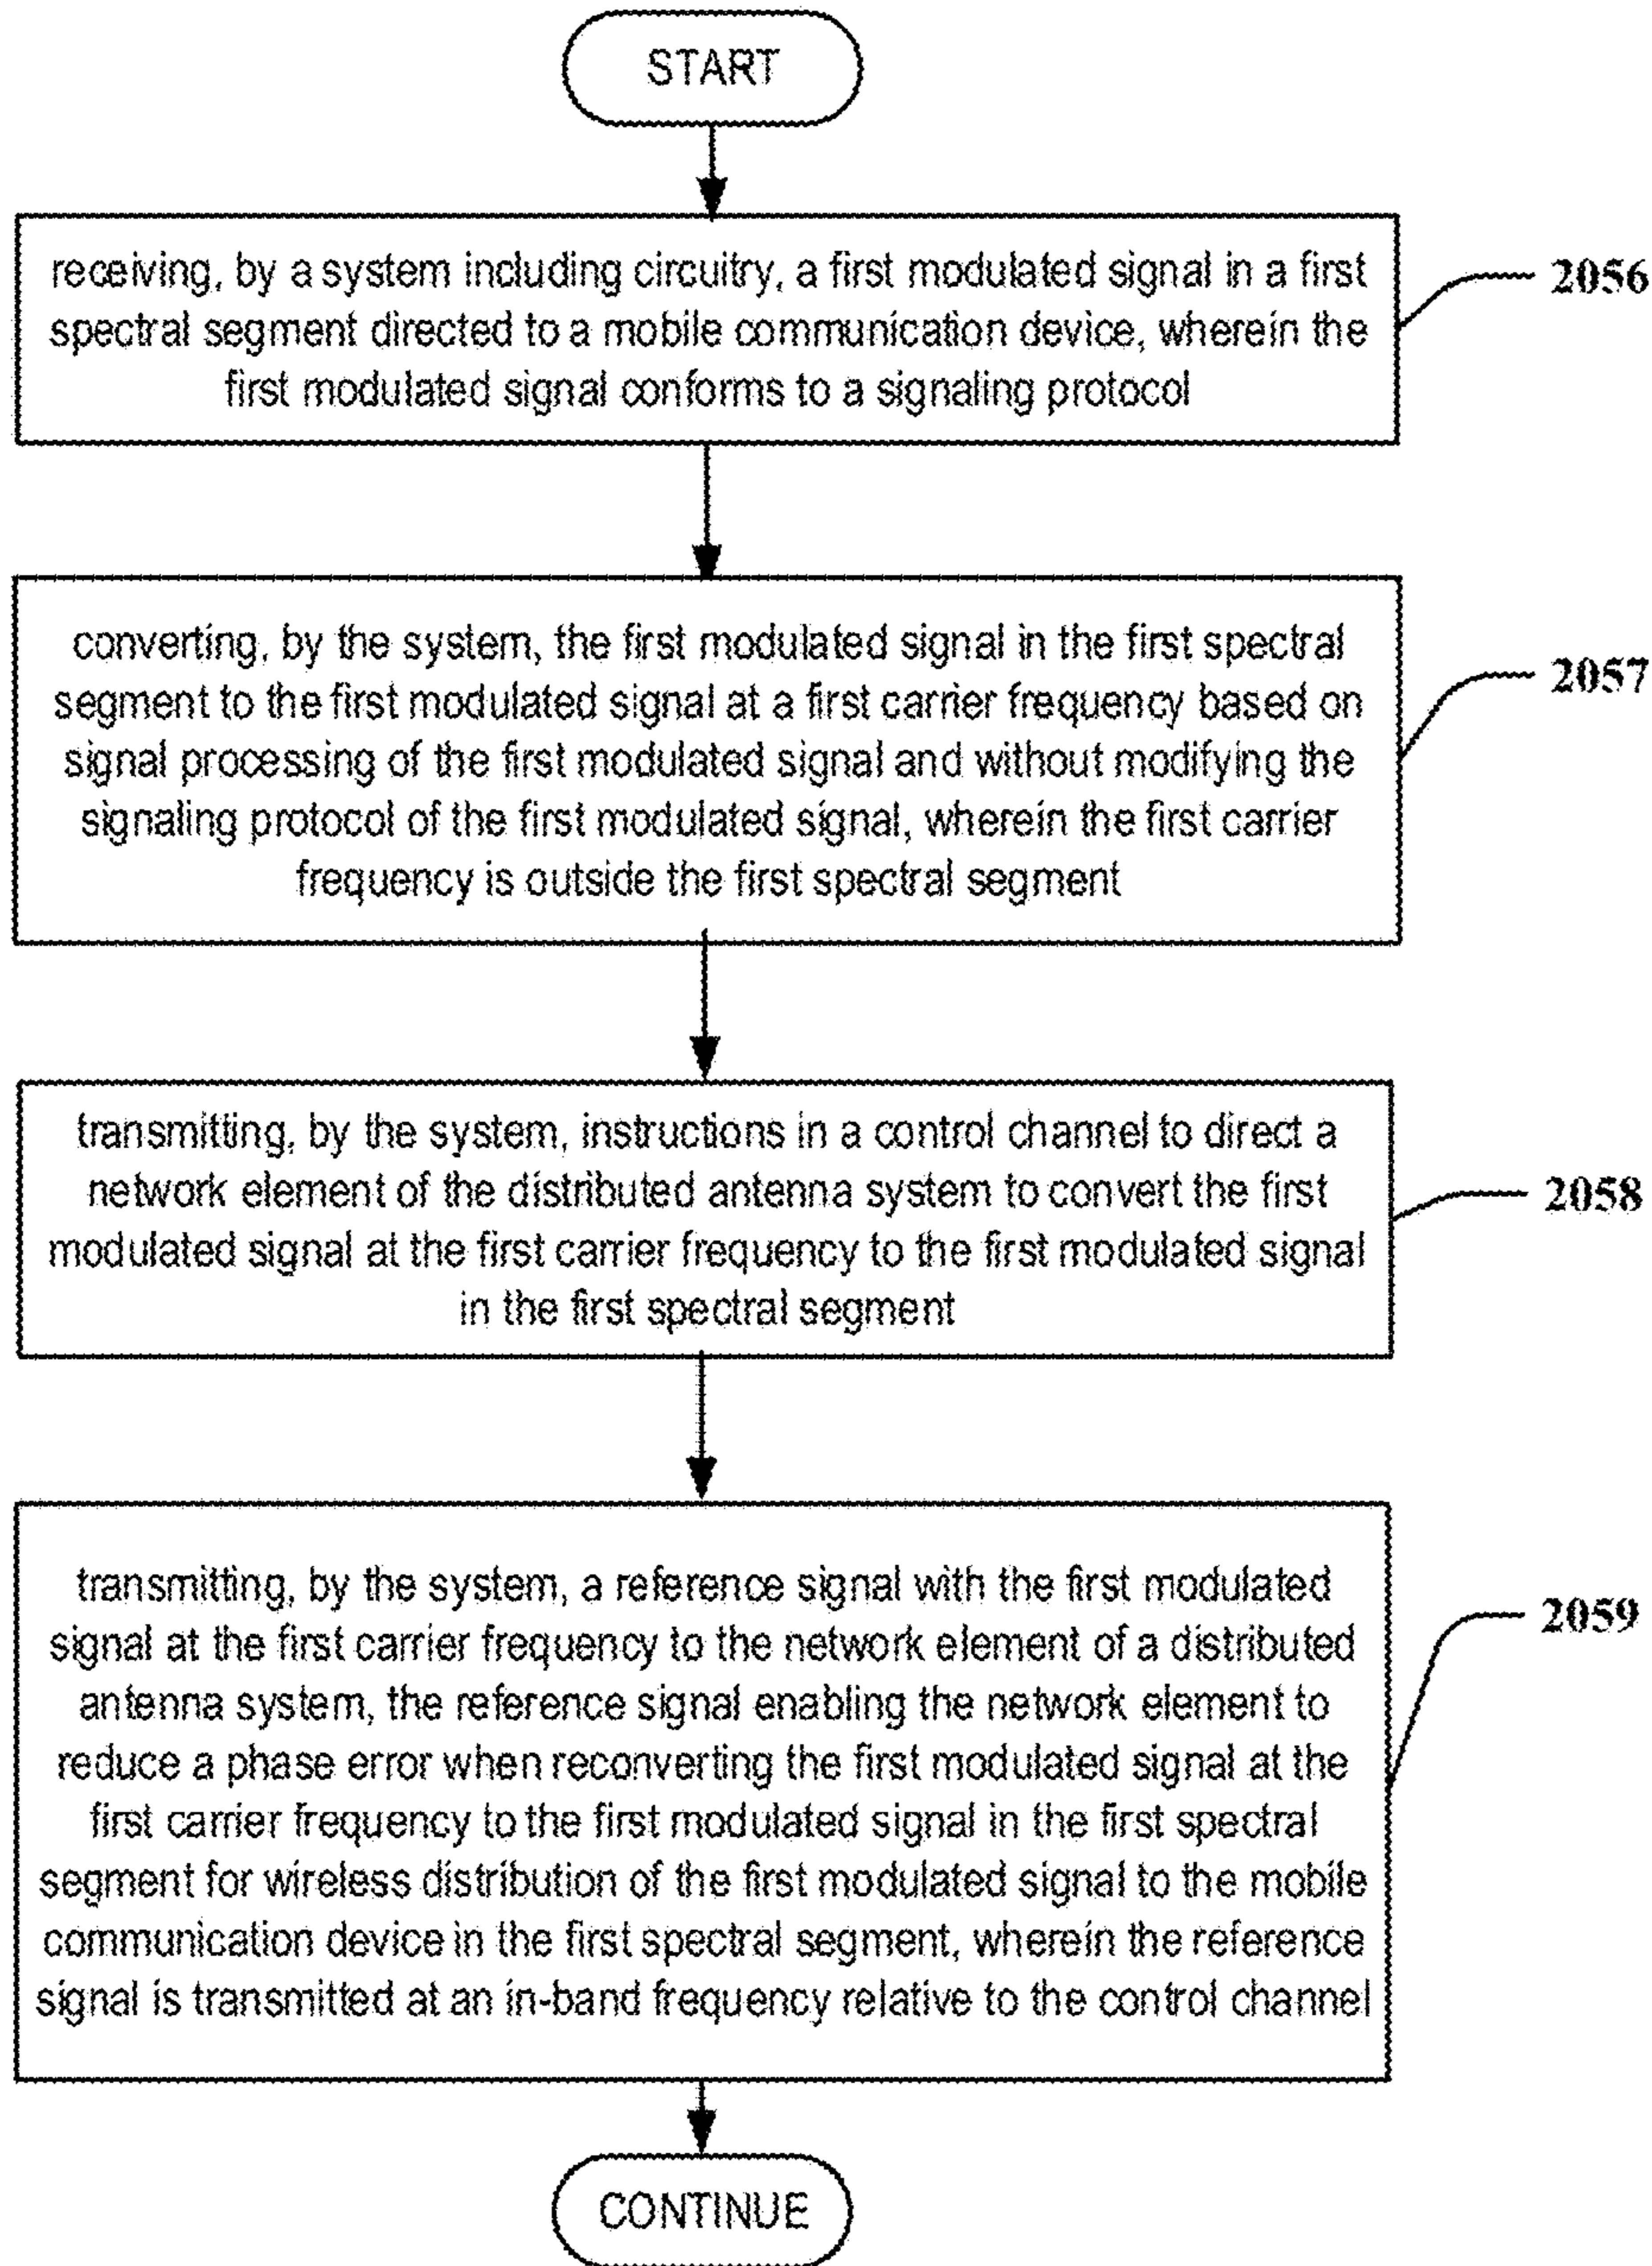 START
receiving, by a system including circuitry, a first modulated signal in a first
spectral segment directed to a mobile communication device, wherein the
first modulated signal conforms to a signaling protocol
2056
converting, by the system, the first modulated signal in the first spectral
segment to the first modulated signal at a first carrier frequency based on
signal processing of the first modulated signal and without modifying the
signaling protocol of the first modulated signal, wherein the first carrier
frequency is outside the first spectral segment
2057
transmitting, by the system, instructions in a control channel to direct a
network element of the distributed antenna system to convert the first
modulated signal at the first carrier frequency to the first modulated signal
in the first spectral segment
2058
transmitting, by the system, a reference signal with the first modulated
signal at the first carrier frequency to the network element of a distributed
antenna system, the reference signal enabling the network element to
reduce a phase error when reconverting the first modulated signal at the
first carrier frequency to the first modulated signal in the first spectral
segment for wireless distribution of the first modulated signal to the mobile
communication device in the first spectral segment, wherein the reference
signal is transmitted at an in-band frequency relative to the control channel
2059
CONTINUE